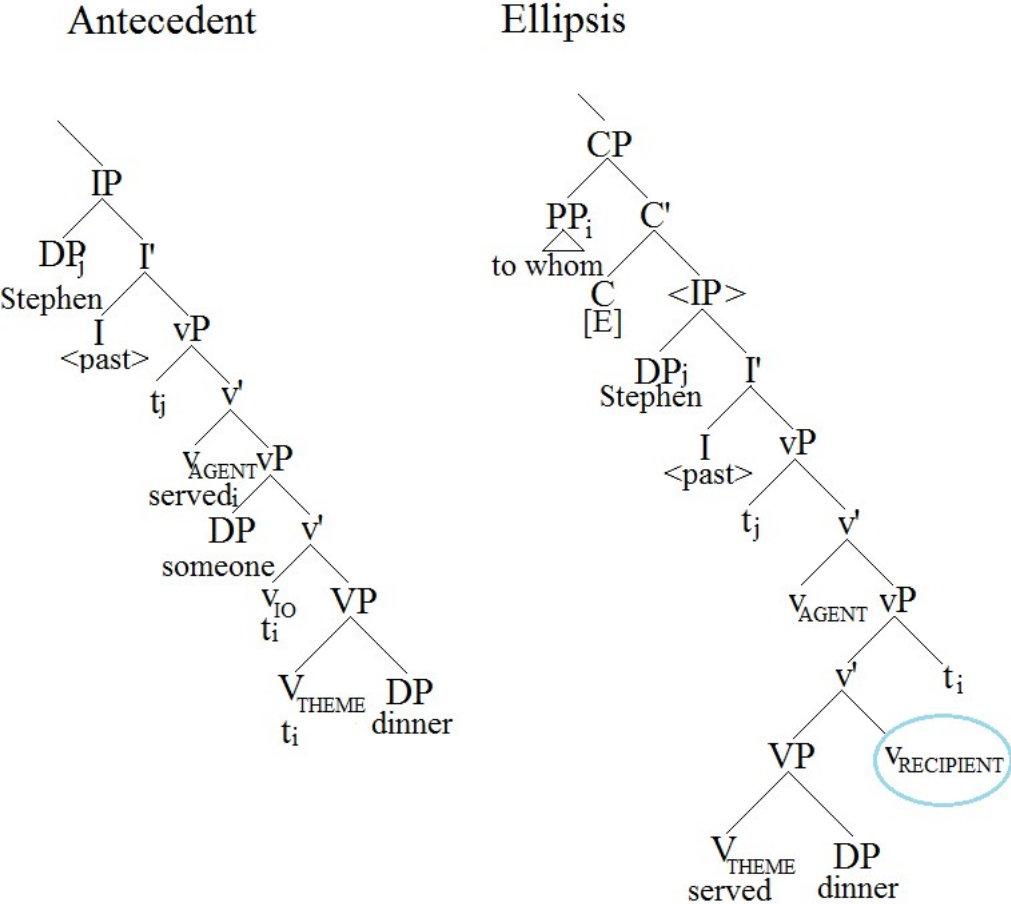 Antecedent
IP
DPj
I'
Stephen
I
vP
<past>
tj
v'
vAGENT
vP
servedi
DP
v'
someone
vIO
VP
ti
VTHEME
DP
ti
dinner
Ellipsis
CP
PPi
C'
to whom
C
<IP>
[E]
DPj
I'
Stephen
I
vP
<past>
tj
v'
vAGENT
vP
v'
ti
VP
vRECIPIENT
VTHEME
DP
served
dinner